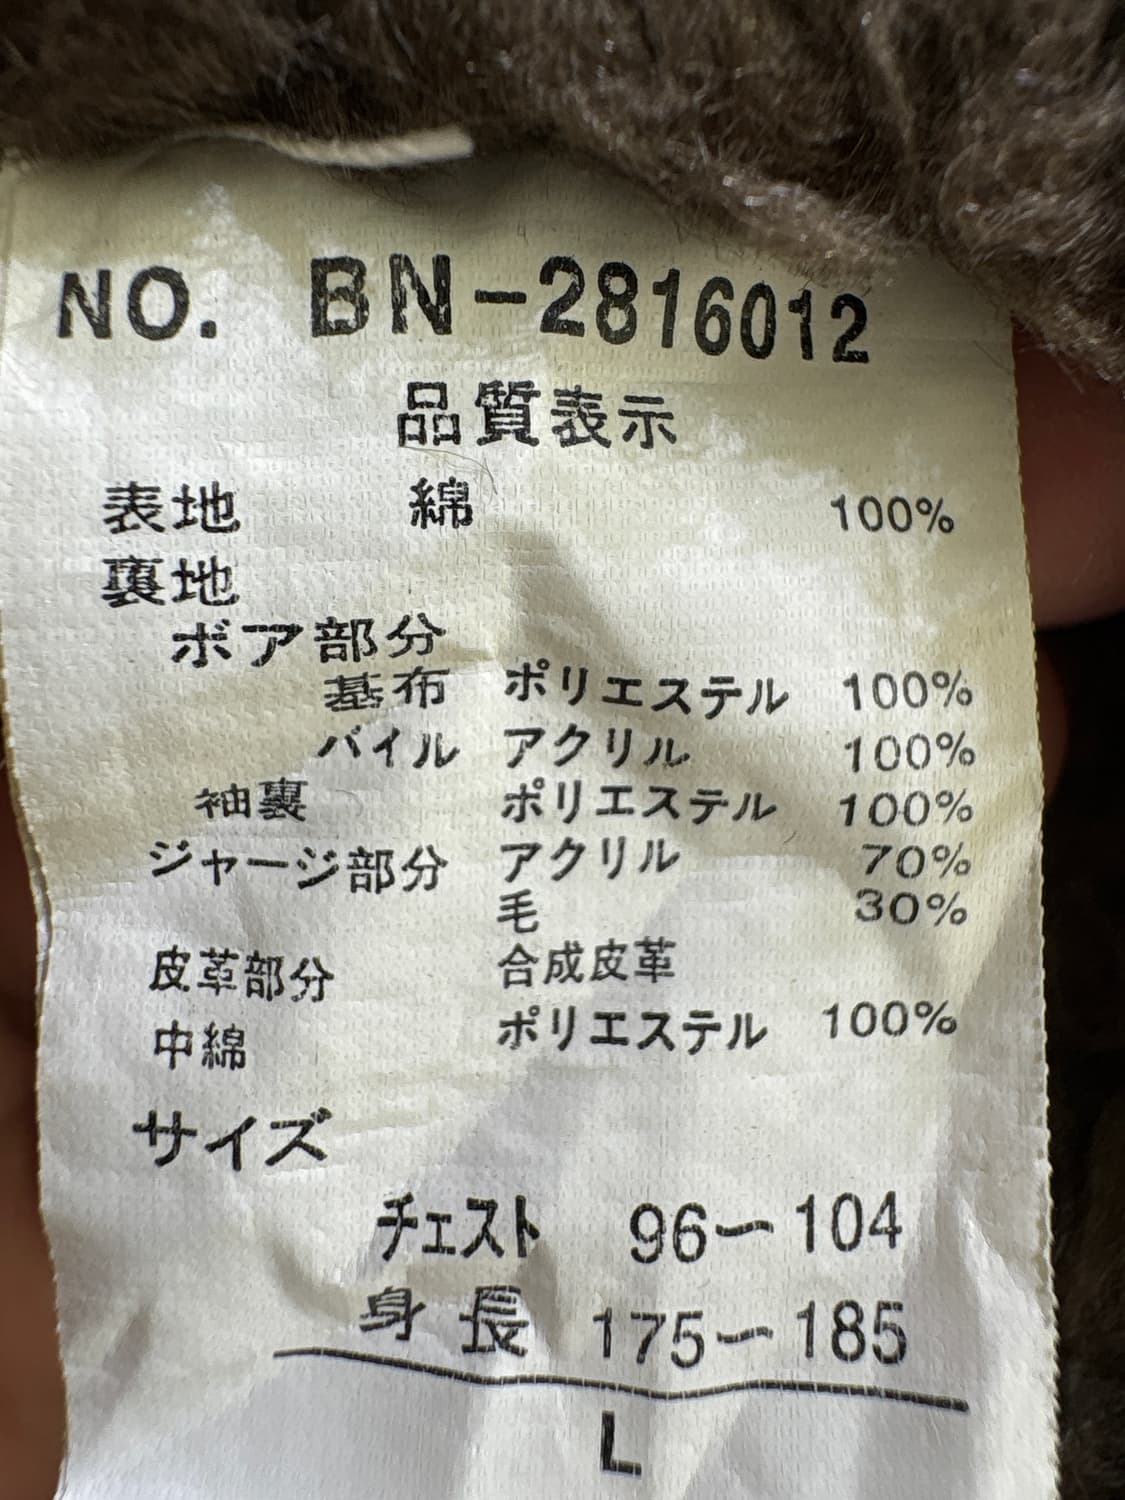 NO. BN-2816012
品質表示
表地 綿 100%
裏地
ボア部分
基布 ポリエステル 100%
パイル アクリル 100%
袖裏 ポリエステル 100%
ジャージ部分 アクリル 70%
毛 30%
皮革部分 合成皮革
中綿 ポリエステル 100%
サイズ
チェスト 96ー104
身長 175ー185
L